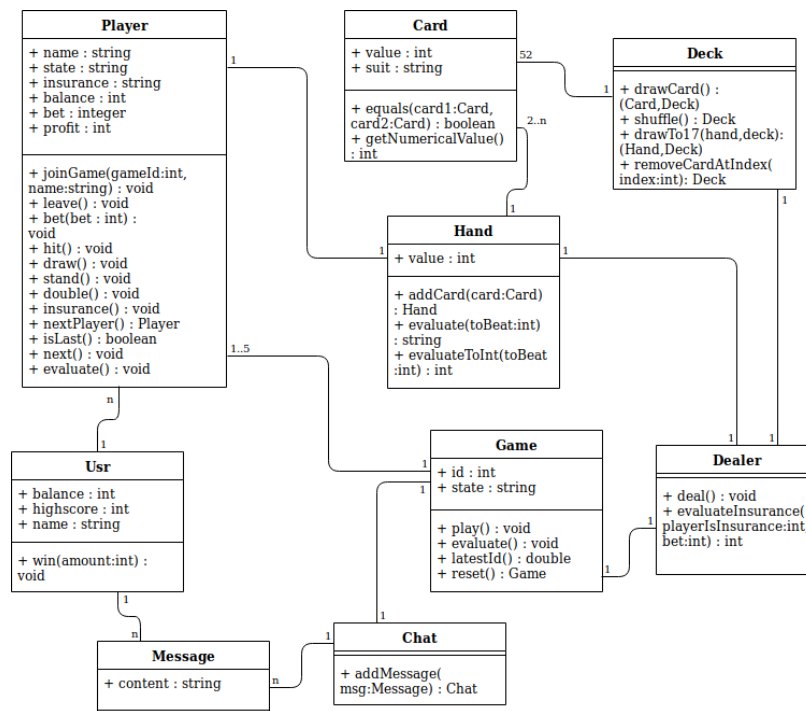 Player
+ name : string
+ state : string
+ insurance : string
+ balance : int
+ bet : integer
+ profit : int
+ joinGame(gameId:int,
name:string) : void
+ leave() : void
+ bet(bet : int) :
void
+ hit() : void
+ draw() : void
+ stand() : void
+ double() : void
+ insurance() : void
+ nextPlayer() : Player
+ isLast() : boolean
+ next() : void
+ evaluate() : void
1
1
1..5
1
n
1
Card
+ value : int
+ suit : string
+ equals(card1:Card,
card2:Card) : boolean
+ getNumericalValue()
: int
52
1
2..n
1
Deck
+ drawCard() :
(Card,Deck)
+ shuffle() : Deck
+ drawTo17(hand,deck):
(Hand,Deck)
+ removeCardAtIndex(
index:int): Deck
1
1
Hand
+ value : int
+ addCard(card:Card)
: Hand
+ evaluate(toBeat:int)
: string
+ evaluateToInt(toBeat
:int) : int
1
1
Usr
+ balance : int
+ highscore : int
+ name : string
+ win(amount:int) :
void
1
n
Game
+ id : int
+ state : string
+ play() : void
+ evaluate() : void
+ latestId() : double
+ reset() : Game
1
1
1
1
Dealer
+ deal() : void
+ evaluateInsurance(
playerIsInsurance:int,
bet:int) : int
Message
+ content : string
n
1
Chat
+ addMessage(
msg:Message) : Chat